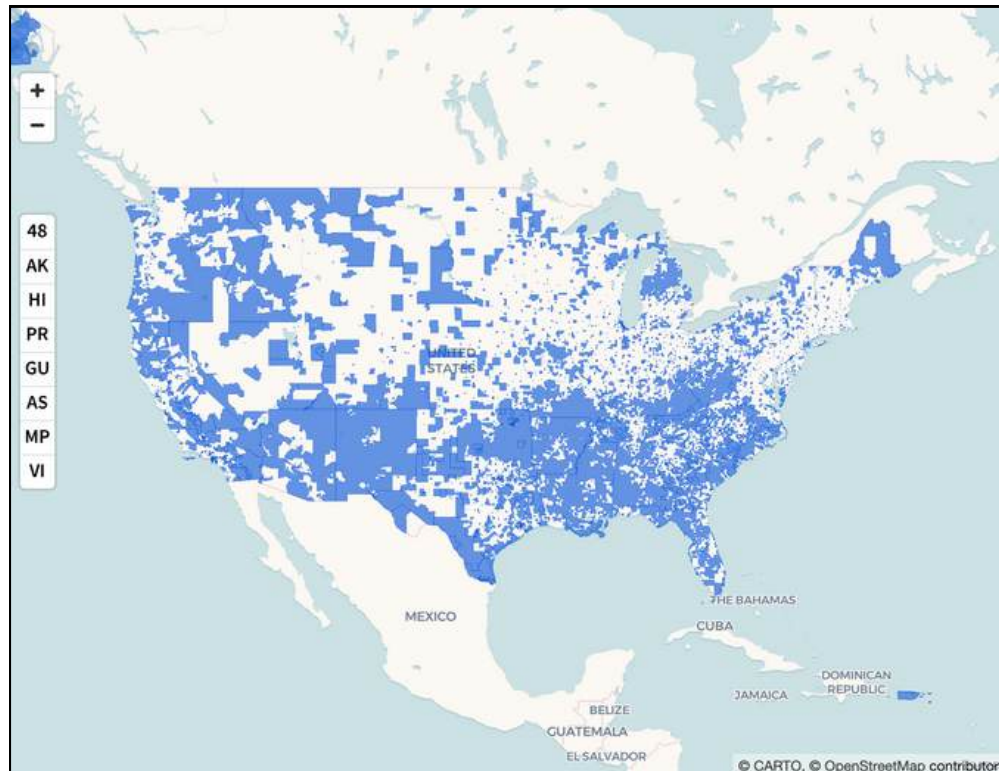 +
−
48
AK
HI
PR
GU
AS
MP
VI
UNITED
STATES
MEXICO
THE BAHAMAS
CUBA
DOMINICAN
REPUBLIC
JAMAICA
BELIZE
GUATEMALA
EL SALVADOR
© CARTO, © OpenStreetMap contributor